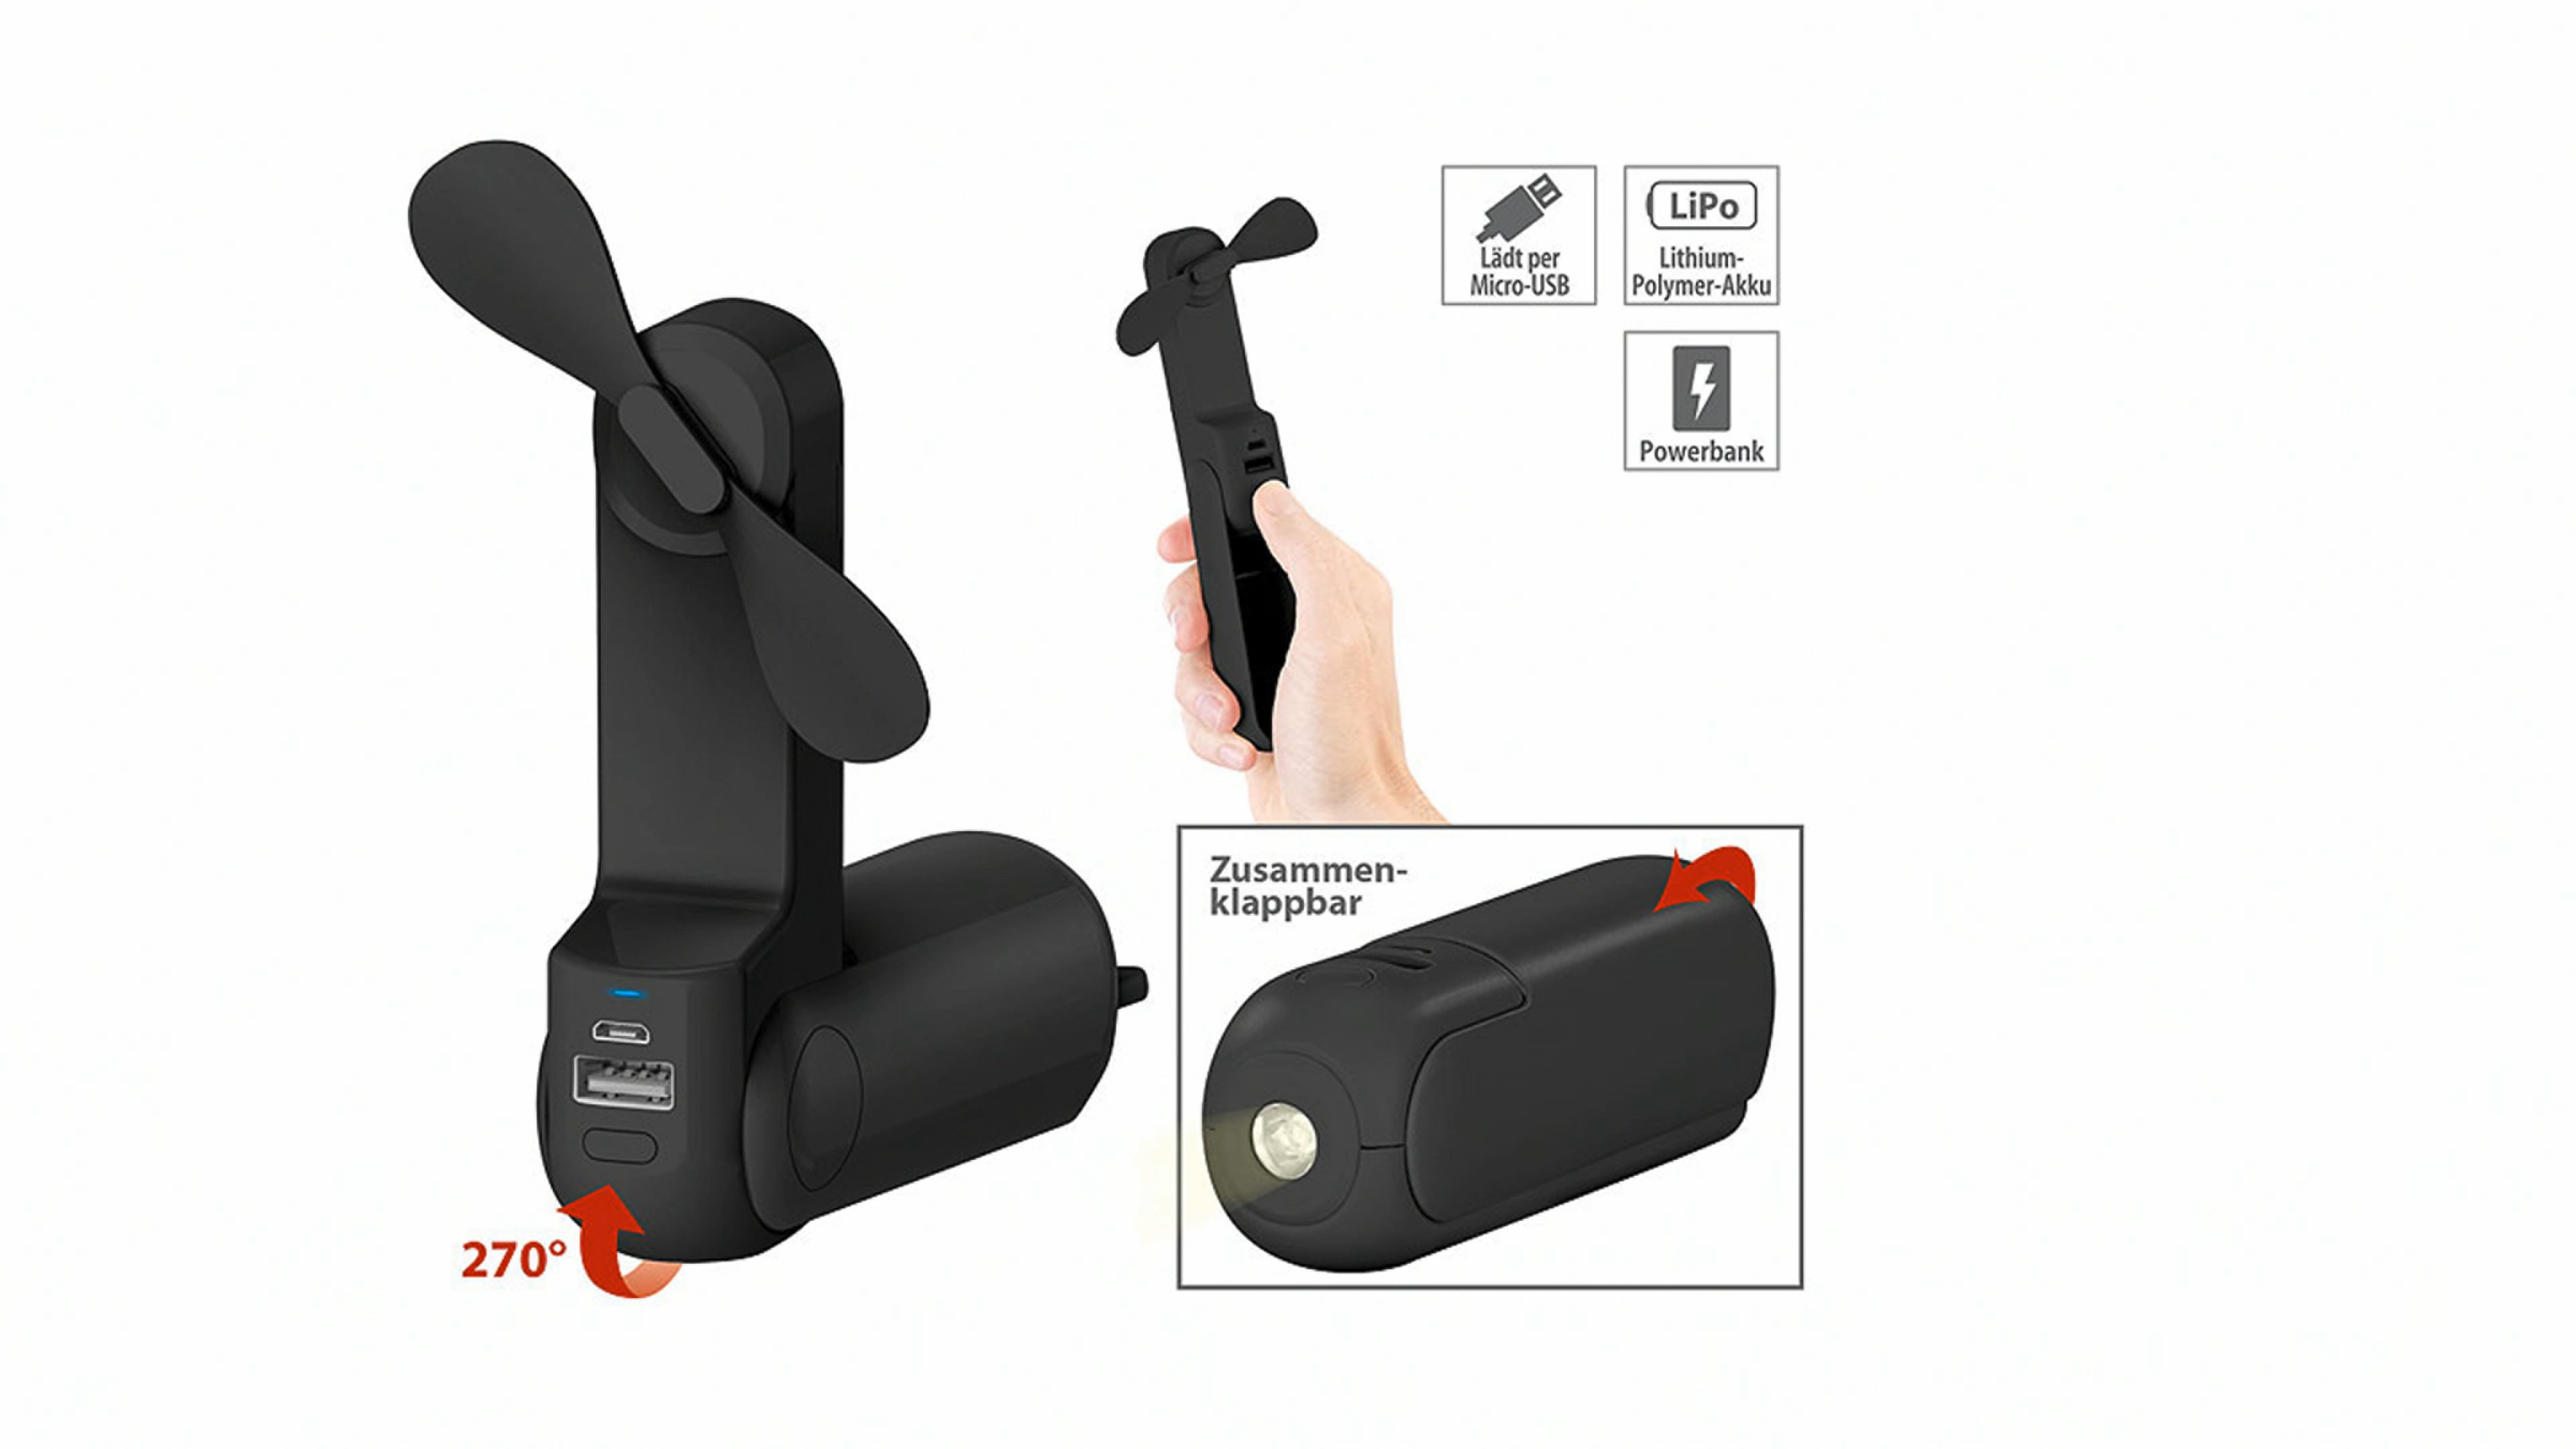 Lädt per
Micro-USB
LiPo
Lithium-
Polymer-Akku
Powerbank
Zusammen-
klappbar
270°